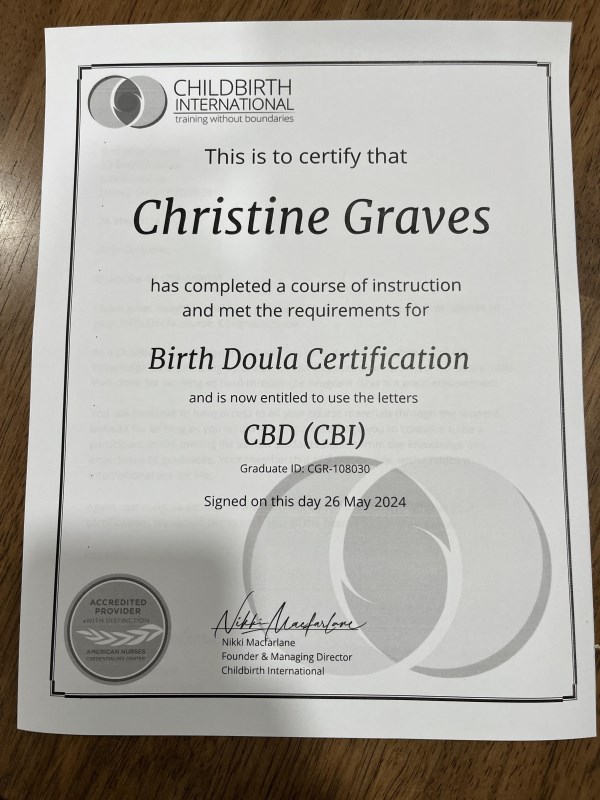 CHILDBIRTH
INTERNATIONAL
training without boundaries
This is to certify that
Christine Graves
has completed a course of instruction
and met the requirements for
Birth Doula Certification
and is now entitled to use the letters
CBD (CBI)
Graduate ID: CGR-108030
Signed on this day 26 May 2024
ACCREDITED
PROVIDER
WITH DISTINCTION
AMERICAN NURSES
CREDENTIALING CENTER
Nikki Macfarlane
Nikki Macfarlane
Founder & Managing Director
Childbirth International